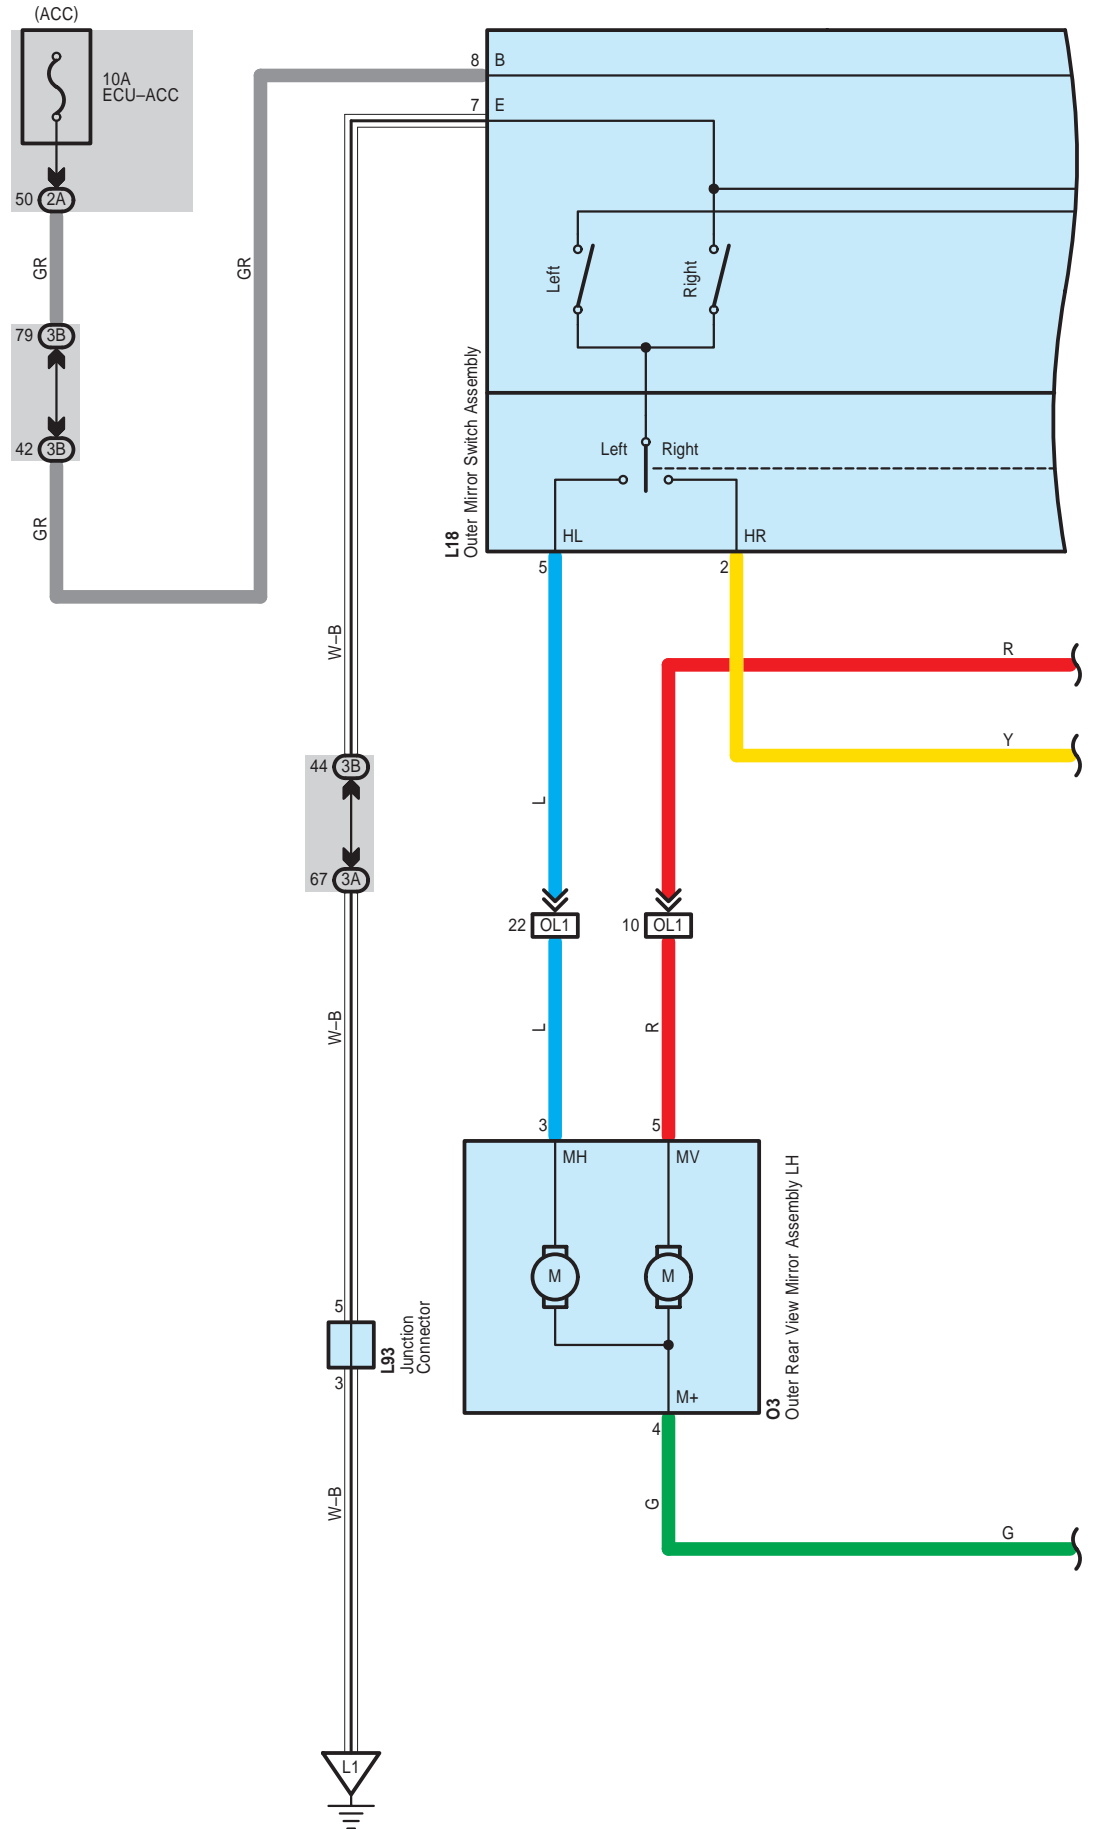 (ACC)
10A
ECU–ACC
50 2A
GR
GR
79 3B
42 3B
GR
8 B
7 E
Left
Right
Left Right
HL HR
L18
Outer Mirror Switch Assembly
5 2
W–B
R
Y
44 3B
67 3A
L
22 OL1
10 OL1
W–B
L
R
3 5
MH MV
M M
M+
O3
Outer Rear View Mirror Assembly LH
4
5
L93
Junction
Connector
3
W–B
G
G
L1